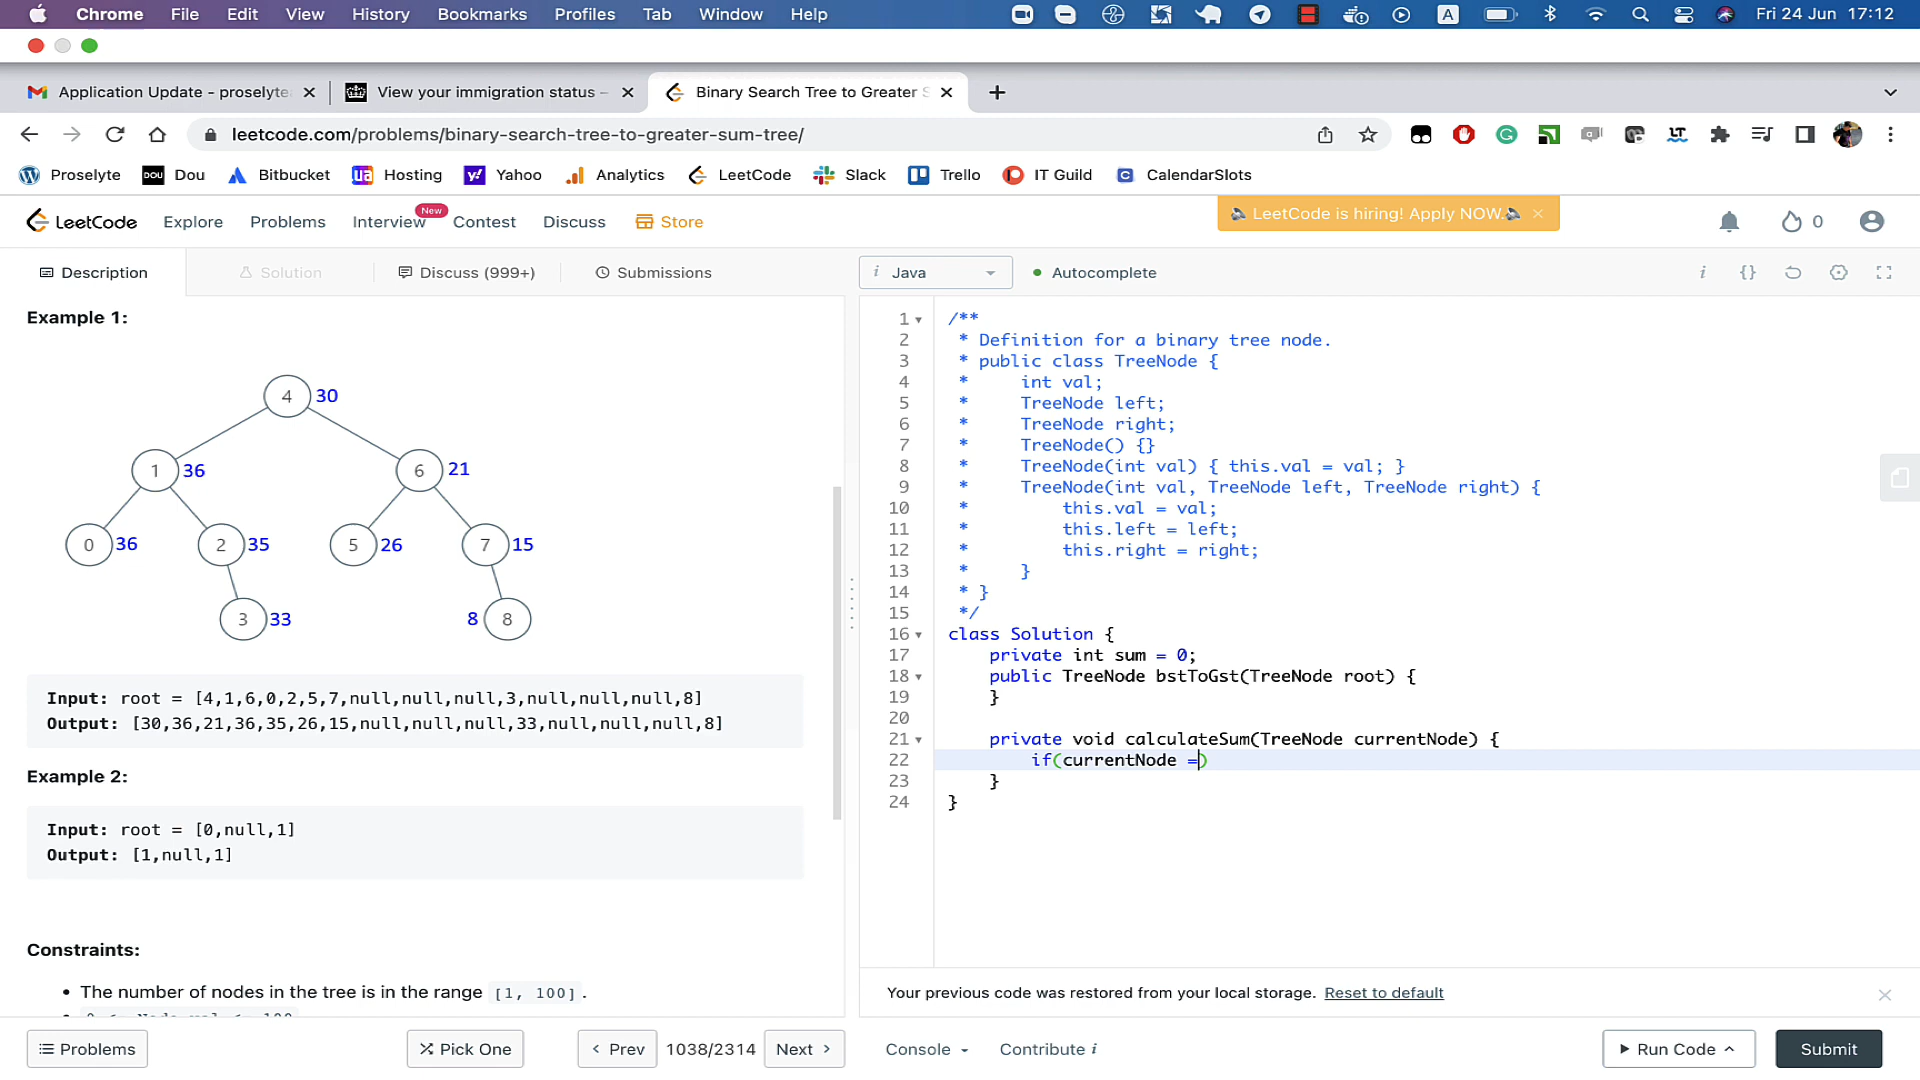 Chrome File Edit View History Bookmarks Profiles Tab Window Help A Fri 24 Jun 17:12
Application Update - proselyte
View your immigration status –
Binary Search Tree to Greater S
leetcode.com/problems/binary-search-tree-to-greater-sum-tree/
Proselyte Dou Bitbucket Hosting Yahoo Analytics LeetCode Slack Trello IT Guild CalendarSlots
LeetCode Explore Problems Interview New Contest Discuss Store LeetCode is hiring! Apply NOW. 0
Description Solution Discuss (999+) Submissions
i Java Autocomplete i {}
Example 1:
4 30
1 36 6 21
0 36 2 35 5 26 7 15
3 33 8 8
Input: root = [4,1,6,0,2,5,7,null,null,null,3,null,null,null,8]
Output: [30,36,21,36,35,26,15,null,null,null,33,null,null,null,8]
Example 2:
Input: root = [0,null,1]
Output: [1,null,1]
Constraints:
• The number of nodes in the tree is in the range [1, 100].
1 /**
2 * Definition for a binary tree node.
3 * public class TreeNode {
4 * int val;
5 * TreeNode left;
6 * TreeNode right;
7 * TreeNode() {}
8 * TreeNode(int val) { this.val = val; }
9 * TreeNode(int val, TreeNode left, TreeNode right) {
10 * this.val = val;
11 * this.left = left;
12 * this.right = right;
13 * }
14 * }
15 */
16 class Solution {
17 private int sum = 0;
18 public TreeNode bstToGst(TreeNode root) {
19 }
20
21 private void calculateSum(TreeNode currentNode) {
22 if(currentNode =)
23 }
24 }
Your previous code was restored from your local storage. Reset to default
Problems Pick One < Prev 1038/2314 Next > Console Contribute i Run Code Submit